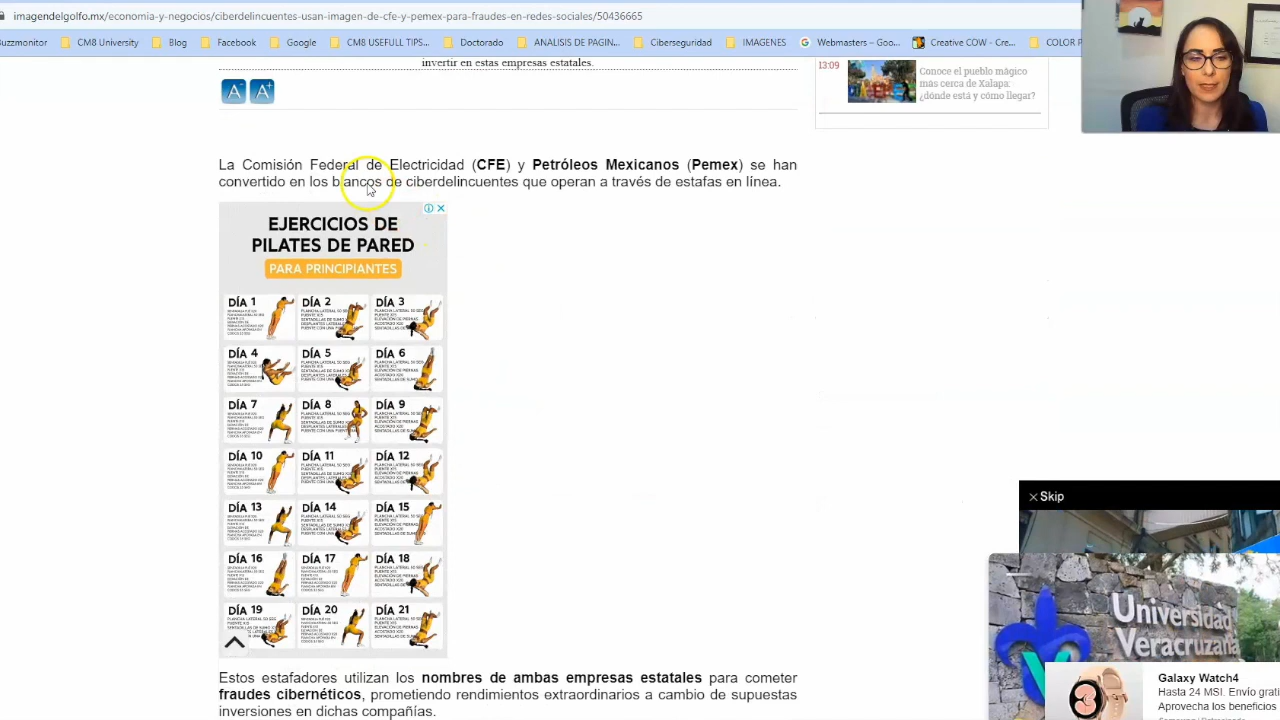 imagendelgolfo.mx/economia-y-negocios/ciberdelincuentes-usan-imagen-de-cfe-y-pemex-para-fraudes-en-redes-sociales/50436665
Buzzmonitor CM8 University Blog Facebook Google CM8 USEFULL TIPS... Doctorado ANALISIS DE PAGIN... Ciberseguridad IMAGENES Webmasters – Goo... Creative COW - Cre... COLOR P
invertir en estas empresas estatales.
A- A+
13:09
Conoce el pueblo mágico
más cerca de Xalapa:
¿dónde está y cómo llegar?
La Comisión Federal de Electricidad (CFE) y Petróleos Mexicanos (Pemex) se han
convertido en los blancos de ciberdelincuentes que operan a través de estafas en línea.
EJERCICIOS DE
PILATES DE PARED
PARA PRINCIPIANTES
DÍA 1 DÍA 2 DÍA 3
DÍA 4 DÍA 5 DÍA 6
DÍA 7 DÍA 8 DÍA 9
DÍA 10 DÍA 11 DÍA 12
DÍA 13 DÍA 14 DÍA 15
DÍA 16 DÍA 17 DÍA 18
DÍA 19 DÍA 20 DÍA 21
Skip
Universidad
Veracruzana
Galaxy Watch4
Hasta 24 MSI. Envío grati
Aprovecha los beneficios
Estos estafadores utilizan los nombres de ambas empresas estatales para cometer
fraudes cibernéticos, prometiendo rendimientos extraordinarios a cambio de supuestas
inversiones en dichas compañías.